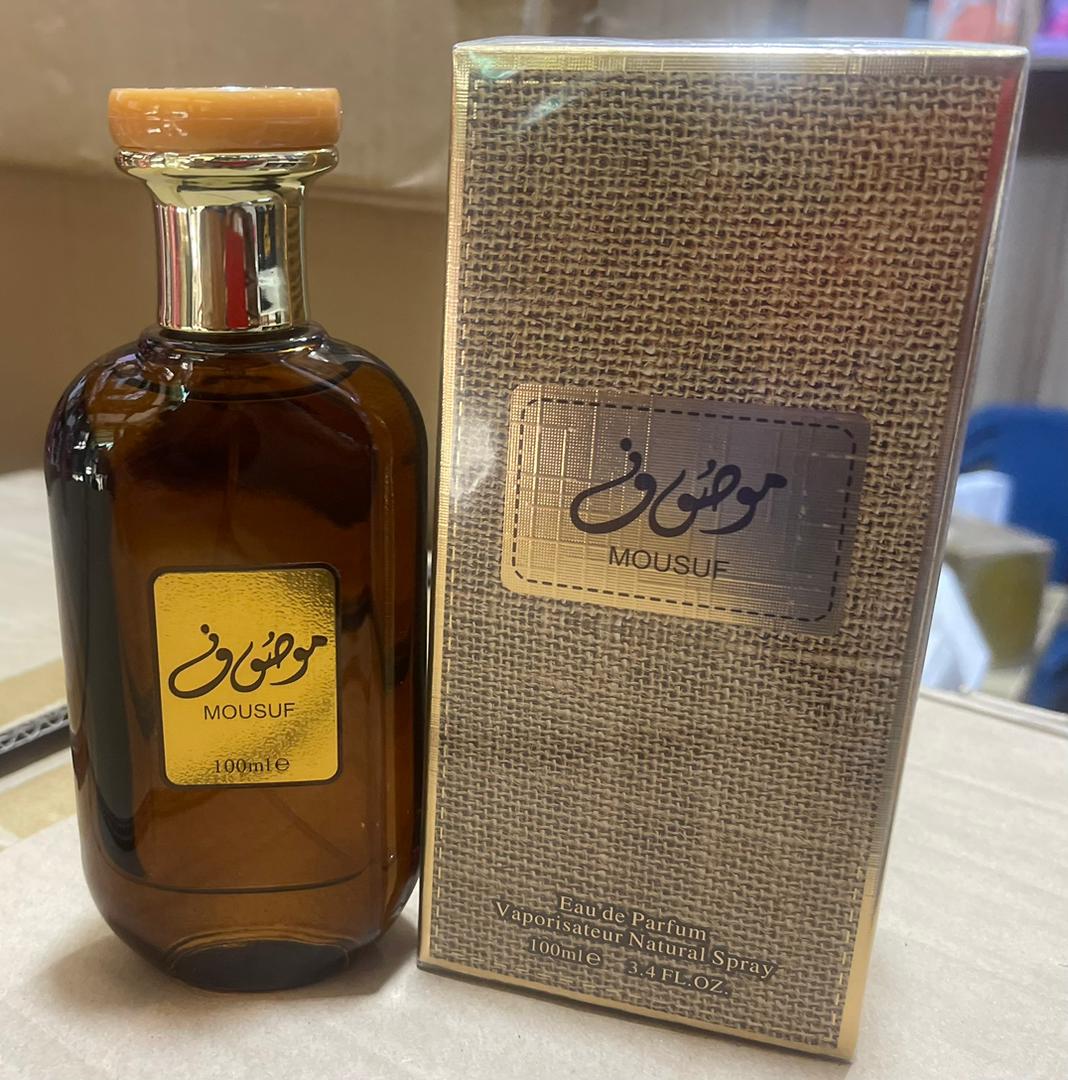 موصوف
MOUSUF
100ml℮
موصوف
MOUSUF
Eau de Parfum
Vaporisateur Natural Spray
100ml℮ 3.4 FL.OZ.